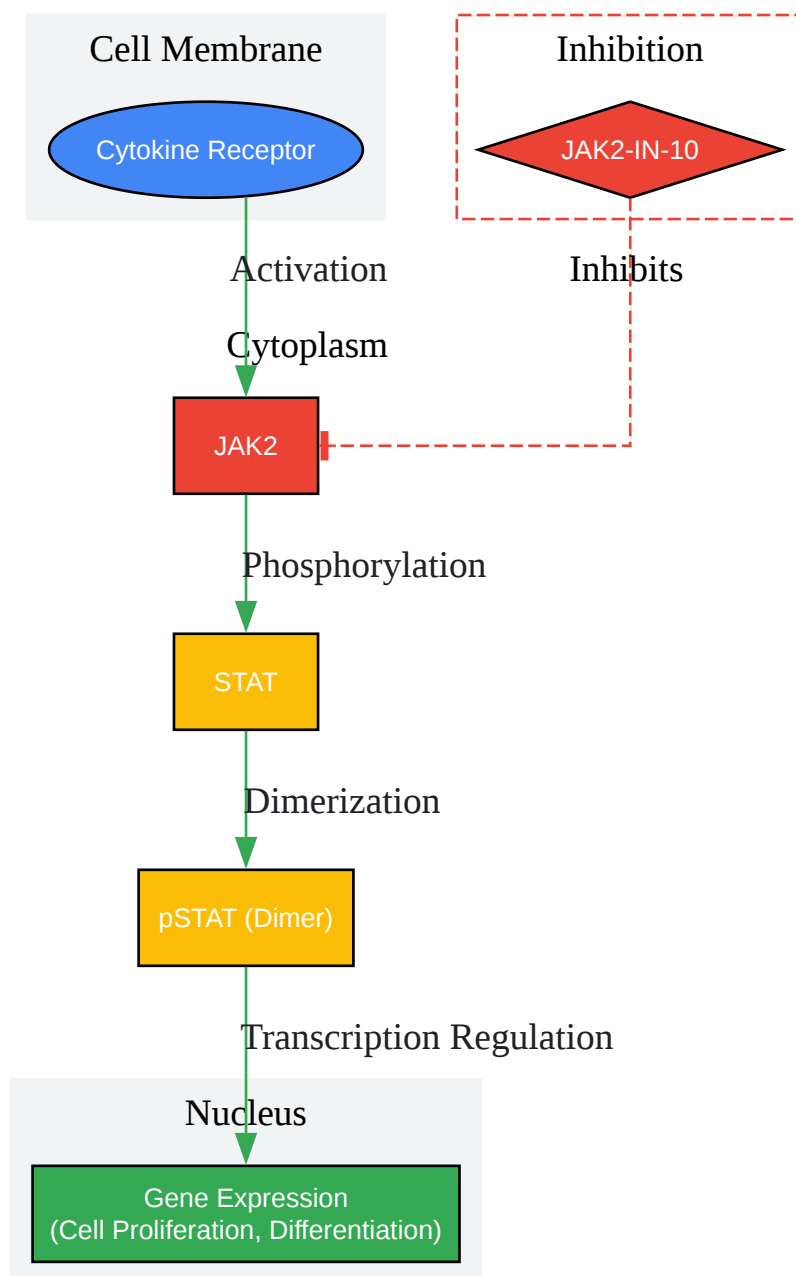 Cell Membrane
Inhibition
Cytokine Receptor
JAK2-IN-10
Activation
Inhibits
Cytoplasm
JAK2
Phosphorylation
STAT
Dimerization
pSTAT (Dimer)
Transcription Regulation
Nucleus
Gene Expression
(Cell Proliferation, Differentiation)